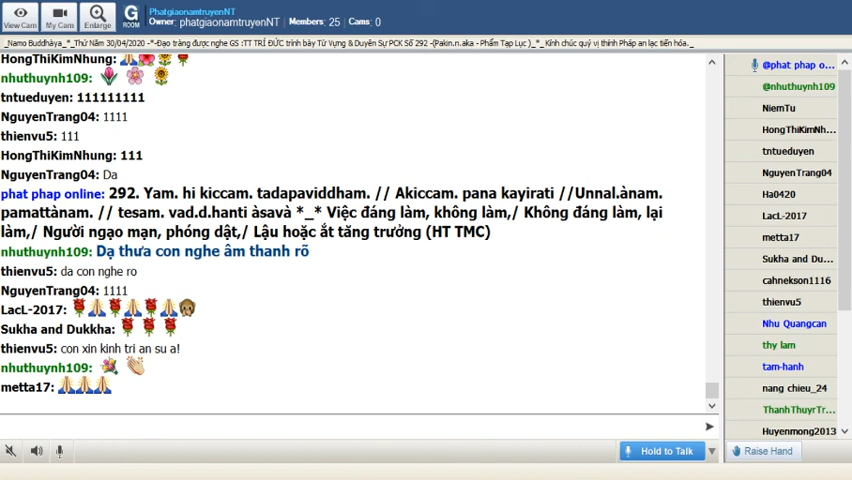 View Cam
My Cam
Enlarge
G
ROOM
PhatgiaonamtruyenNT
Owner: phatgiaonamtruyenNT | Members: 25 | Cams: 0
_Namo Buddhàya_*_Thứ Năm 30/04/2020 -*-Đạo tràng được nghe GS :TT TRÍ ĐỨC trình bày Từ Vựng & Duyên Sự PCK Số 292 -(Pakin.n.aka - Phẩm Tạp Lục )_*_ Kính chúc quý vị thính Pháp an lạc tiến hóa._
HongThiKimNhung:
nhuthuynh109:
tntueduyen: 111111111
NguyenTrang04: 1111
thienvu5: 111
HongThiKimNhung: 111
NguyenTrang04: Da
phat phap online: 292. Yam. hi kiccam. tadapaviddham. // Akiccam. pana kayirati //Unnal.ànam.
pamattànam. // tesam. vad.d.hanti àsavà *_* Việc đáng làm, không làm,/ Không đáng làm, lại
làm,/ Người ngạo mạn, phóng dật,/ Lậu hoặc ắt tăng trưởng (HT TMC)
nhuthuynh109: Dạ thưa con nghe âm thanh rõ
thienvu5: da con nghe ro
NguyenTrang04: 1111
LacL-2017:
Sukha and Dukkha:
thienvu5: con xin kinh tri an su a!
nhuthuynh109:
metta17:
@phat phap o...
@nhuthuynh109
NiemTu
HongThiKimNh...
tntueduyen
NguyenTrang04
Ha0420
LacL-2017
metta17
Sukha and Du...
cahnekson1116
thienvu5
Nhu Quangcan
thy lam
tam-hanh
nang chieu_24
ThanhThuyrTr...
Huyenmong2013
Hold to Talk
Raise Hand